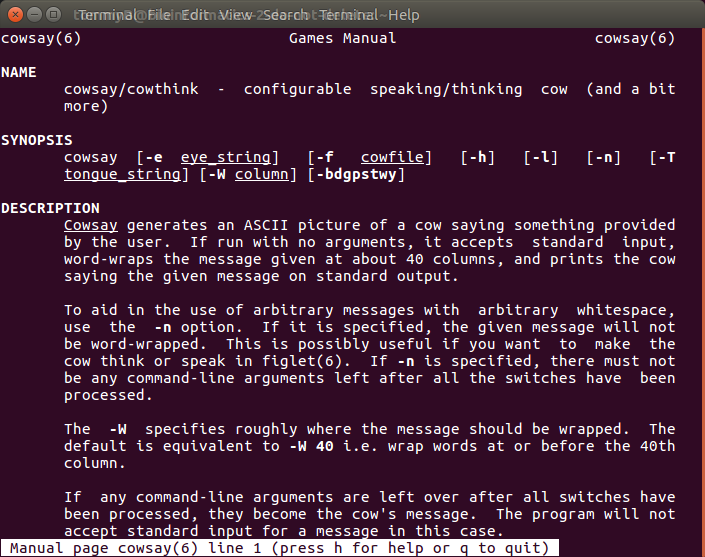 Terminal File Edit View Search Terminal Help
cowsay(6) Games Manual cowsay(6)
NAME
cowsay/cowthink - configurable speaking/thinking cow (and a bit
more)
SYNOPSIS
cowsay [-e eye_string] [-f cowfile] [-h] [-l] [-n] [-T
tongue_string] [-W column] [-bdgpstwy]
DESCRIPTION
Cowsay generates an ASCII picture of a cow saying something provided
by the user. If run with no arguments, it accepts standard input,
word-wraps the message given at about 40 columns, and prints the cow
saying the given message on standard output.
To aid in the use of arbitrary messages with arbitrary whitespace,
use the -n option. If it is specified, the given message will not
be word-wrapped. This is possibly useful if you want to make the
cow think or speak in figlet(6). If -n is specified, there must not
be any command-line arguments left after all the switches have been
processed.
The -W specifies roughly where the message should be wrapped. The
default is equivalent to -W 40 i.e. wrap words at or before the 40th
column.
If any command-line arguments are left over after all switches have
been processed, they become the cow's message. The program will not
accept standard input for a message in this case.
Manual page cowsay(6) line 1 (press h for help or q to quit)